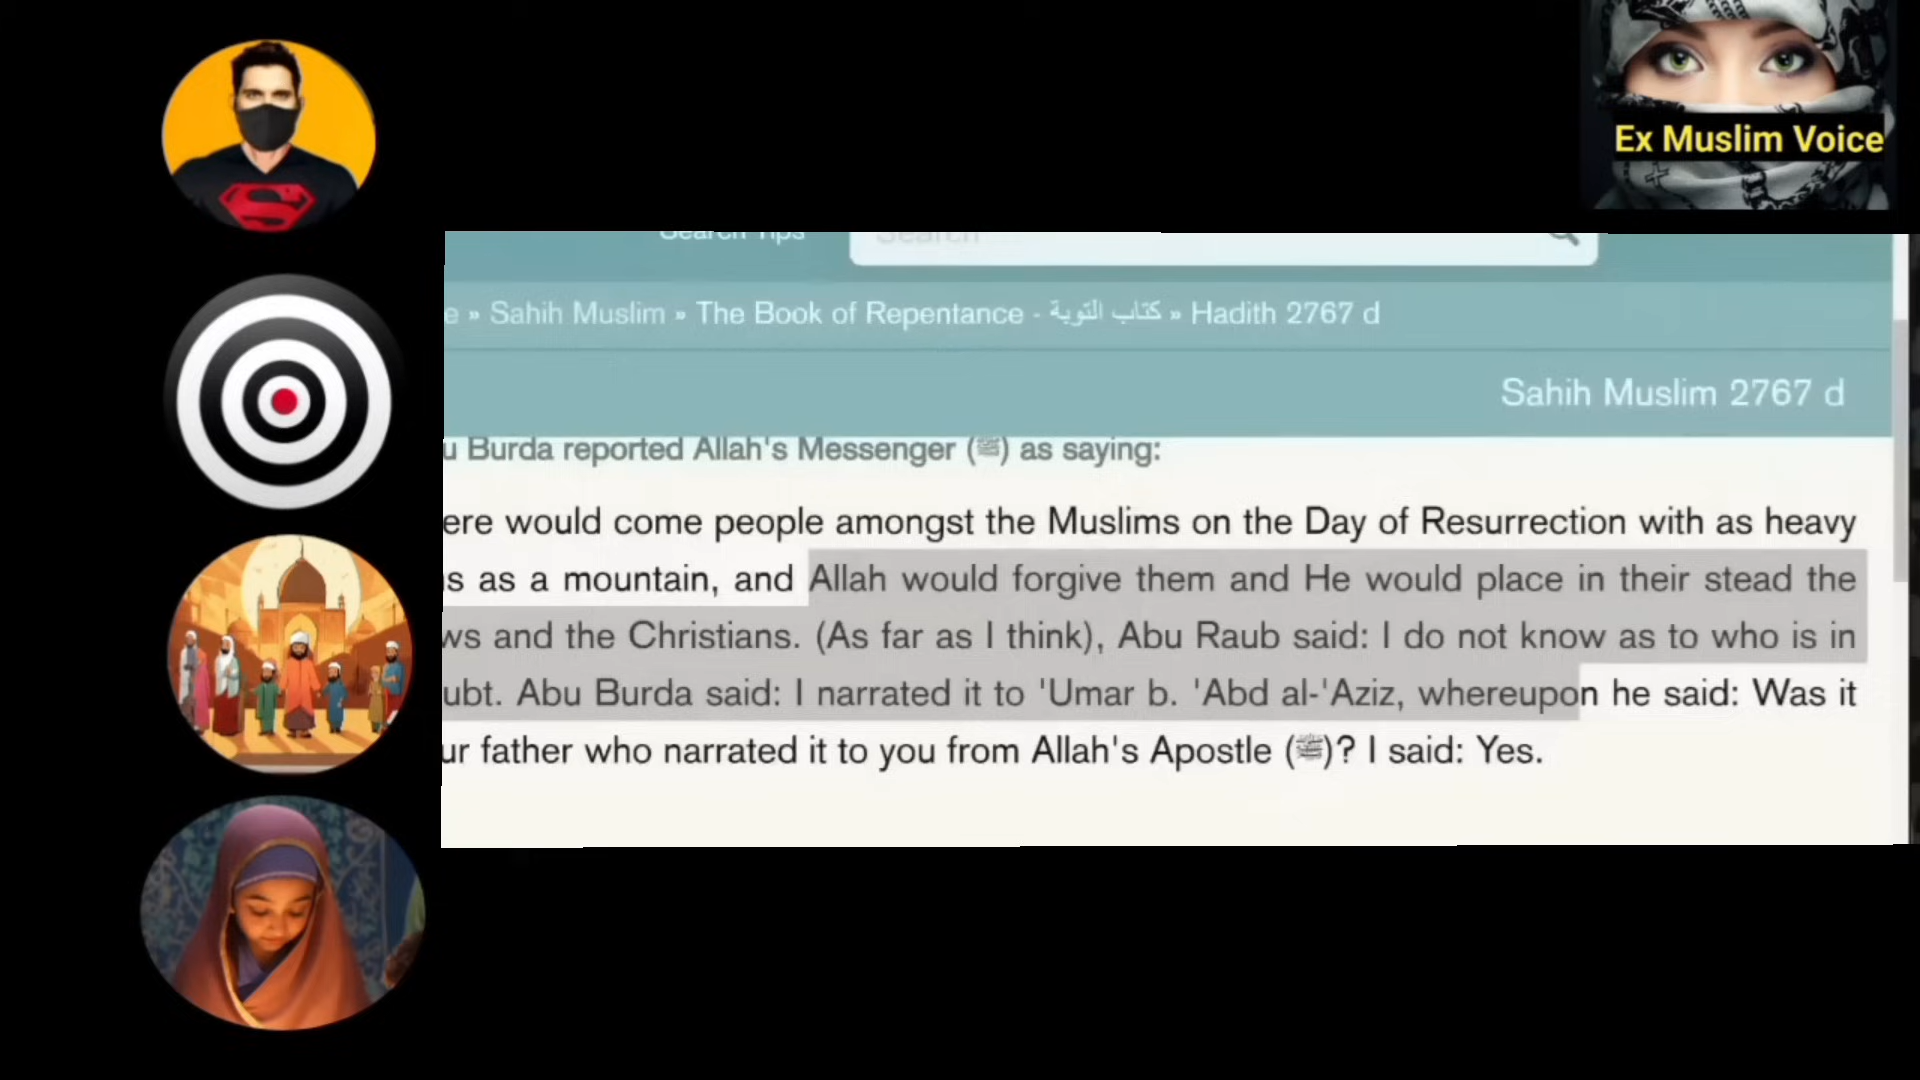 Ex Muslim Voice
Search Tips
Search
e » Sahih Muslim » The Book of Repentance - كتاب التوبة » Hadith 2767 d
Sahih Muslim 2767 d
u Burda reported Allah's Messenger (ﷺ) as saying:
ere would come people amongst the Muslims on the Day of Resurrection with as heavy
s as a mountain, and Allah would forgive them and He would place in their stead the
ws and the Christians. (As far as I think), Abu Raub said: I do not know as to who is in
ubt. Abu Burda said: I narrated it to 'Umar b. 'Abd al-'Aziz, whereupon he said: Was it
ur father who narrated it to you from Allah's Apostle (ﷺ)? I said: Yes.